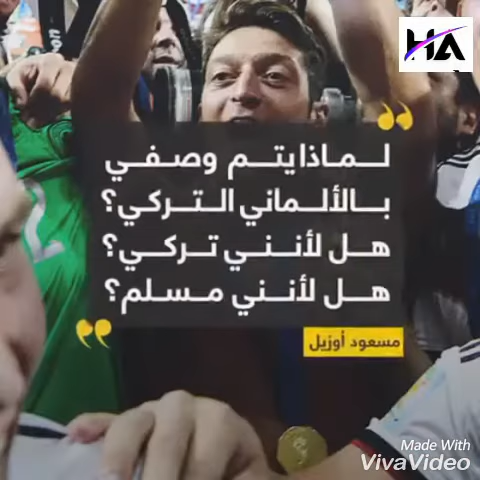 HA
لماذا يتم وصفي
بالألماني التركي؟
هل لأنني تركي؟
هل لأنني مسلم؟
مسعود أوزيل
Made With
VivaVideo